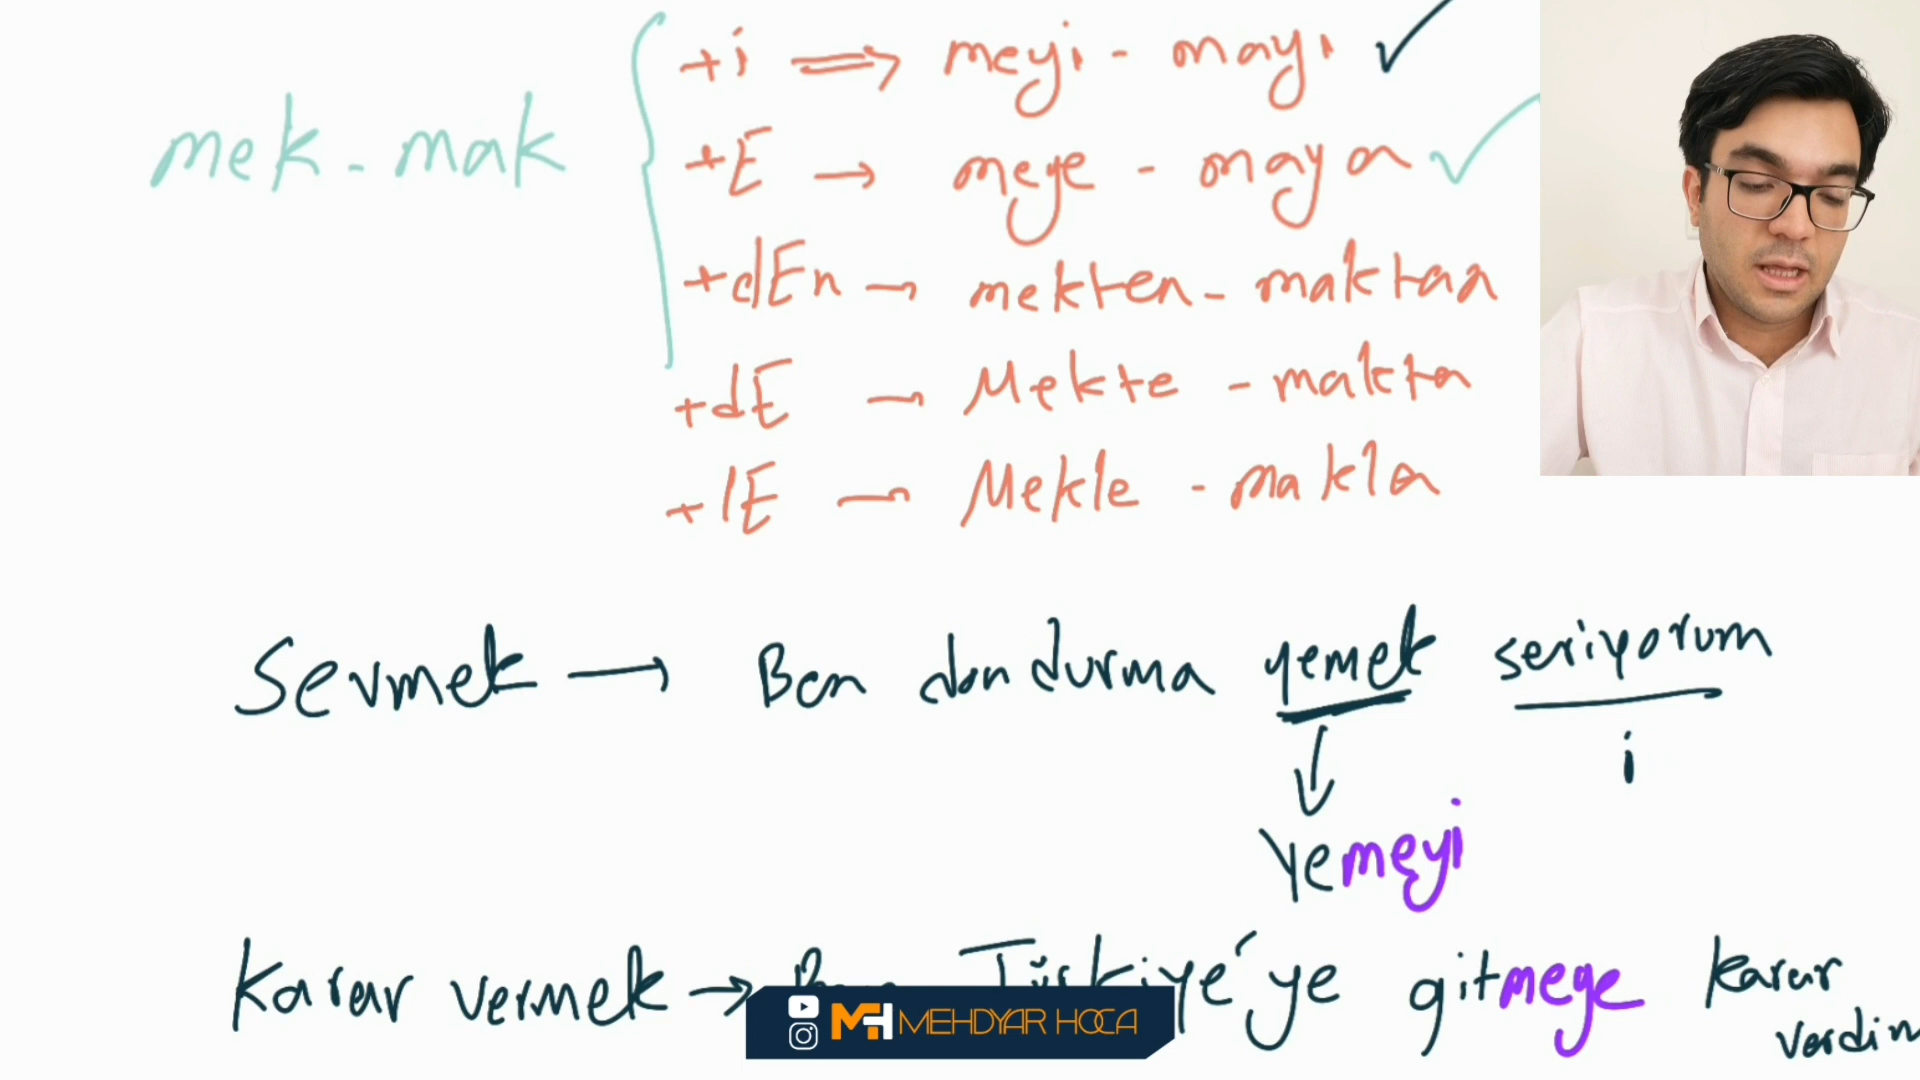 mek - mak
+i ⟹ meyi - mayı ✓
+E → meye - maya ✓
+dEn → mekten - maktan
+dE → Mekte - makta
+lE → Mekle - makla
Sevmek → Ben dondurma yemek seviyorum
i
Yemeyi
Karar vermek → Türkiye'ye gitmeye karar
verdim
MEHDYAR HOCA